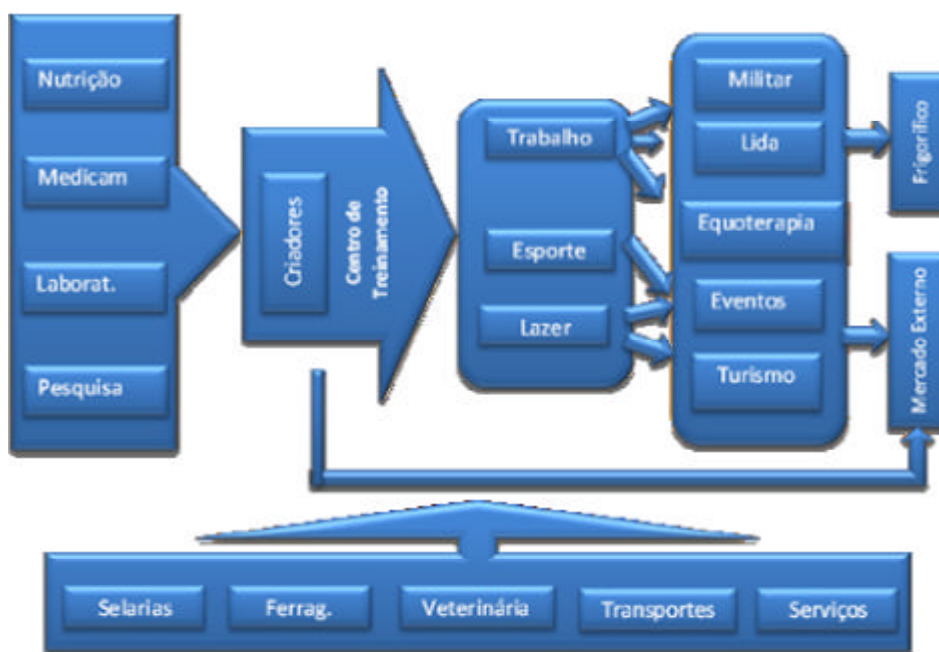 Nutrição
Medicam
Laborat.
Pesquisa
Criadores
Centro de
Treinamento
Trabalho
Esporte
Lazer
Militar
Lida
Equoterapia
Eventos
Turismo
Frigorífico
Mercado Externo
Selarias
Ferrag.
Veterinária
Transportes
Serviços